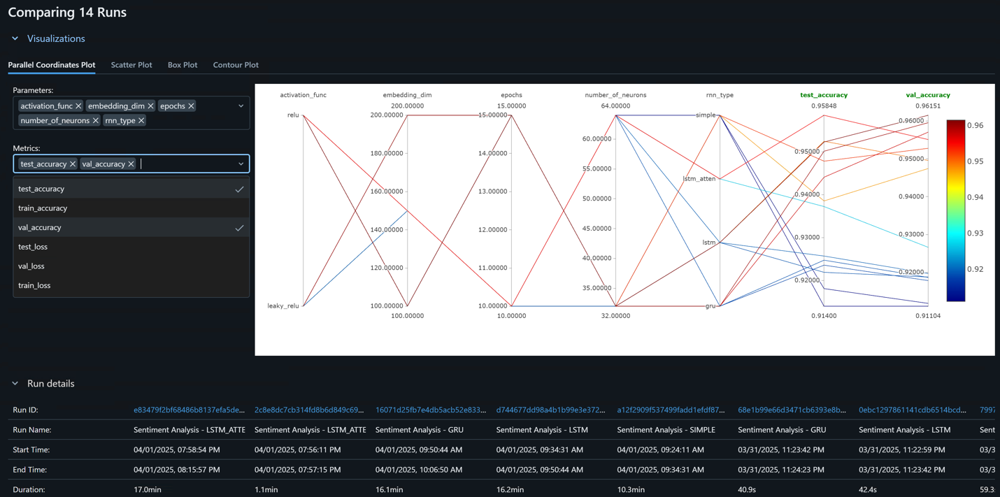 Comparing 14 Runs
Visualizations
Parallel Coordinates Plot Scatter Plot Box Plot Contour Plot
Parameters:
activation_func embedding_dim epochs
number_of_neurons rnn_type
Metrics:
test_accuracy val_accuracy
test_accuracy
train_accuracy
val_accuracy
test_loss
val_loss
train_loss
activation_func embedding_dim epochs number_of_neurons rnn_type test_accuracy val_accuracy
200.00000 15.00000 64.00000 0.95848 0.96151
relu 200.00000 15.00000 simple 0.96000 0.96
180.00000 14.00000 60.00000 0.95000 0.95000 0.95
55.00000
lstm_atten
160.00000 13.00000 50.00000 0.94000 0.94000 0.94
140.00000 12.00000 45.00000 0.93000 0.93000 0.93
lstm
120.00000 11.00000 40.00000 0.92000 0.92000 0.92
35.00000
leaky_relu 100.00000 10.00000 gru
100.00000 10.00000 32.00000 0.91400 0.91104
Run details
Run ID: e83479f2bf68486b8137efa5de... 2c8e8dc7cb314fd8b6d849c69... 16071d25fb7e4db5acb52e833... d744677dd98a4b1b99e3e372... a12f2909f537499fadd1efdf87... 68e1b99e66d3471cb6393e8b... 0ebc1297861141cdb6514bcd... 7997
Run Name: Sentiment Analysis - LSTM_ATTE Sentiment Analysis - LSTM_ATTE Sentiment Analysis - GRU Sentiment Analysis - LSTM Sentiment Analysis - SIMPLE Sentiment Analysis - GRU Sentiment Analysis - LSTM Sent
Start Time: 04/01/2025, 07:58:54 PM 04/01/2025, 07:56:11 PM 04/01/2025, 09:50:44 AM 04/01/2025, 09:34:31 AM 04/01/2025, 09:24:11 AM 03/31/2025, 11:23:42 PM 03/31/2025, 11:22:59 PM 03/3
End Time: 04/01/2025, 08:15:57 PM 04/01/2025, 07:57:15 PM 04/01/2025, 10:06:50 AM 04/01/2025, 09:50:44 AM 04/01/2025, 09:34:31 AM 03/31/2025, 11:24:23 PM 03/31/2025, 11:23:42 PM 03/3
Duration: 17.0min 1.1min 16.1min 16.2min 10.3min 40.9s 42.4s 59.3s